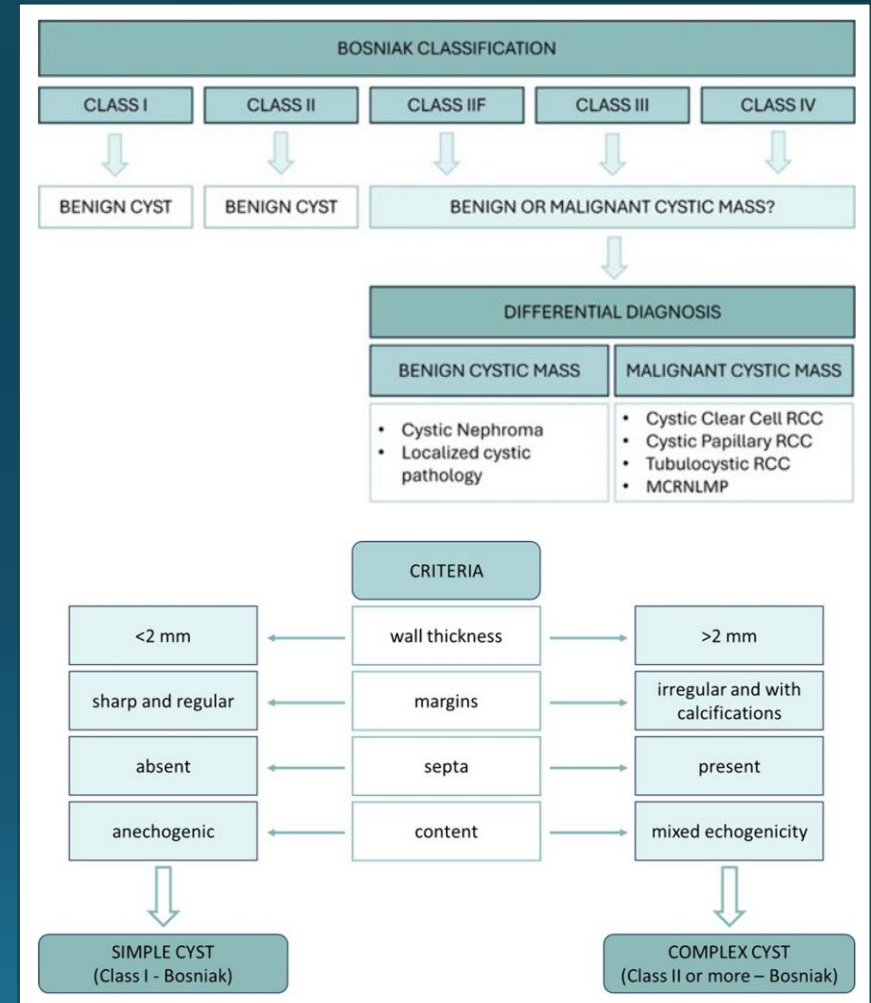 BOSNIAK CLASSIFICATION
CLASS I
CLASS II
CLASS IIF
CLASS III
CLASS IV
BENIGN CYST
BENIGN CYST
BENIGN OR MALIGNANT CYSTIC MASS?
DIFFERENTIAL DIAGNOSIS
BENIGN CYSTIC MASS
MALIGNANT CYSTIC MASS
• Cystic Nephroma
• Localized cystic
pathology
• Cystic Clear Cell RCC
• Cystic Papillary RCC
• Tubulocystic RCC
• MCRNLMP
CRITERIA
<2 mm
wall thickness
>2 mm
sharp and regular
margins
irregular and with
calcifications
absent
septa
present
anechogenic
content
mixed echogenicity
SIMPLE CYST
(Class I - Bosniak)
COMPLEX CYST
(Class II or more – Bosniak)